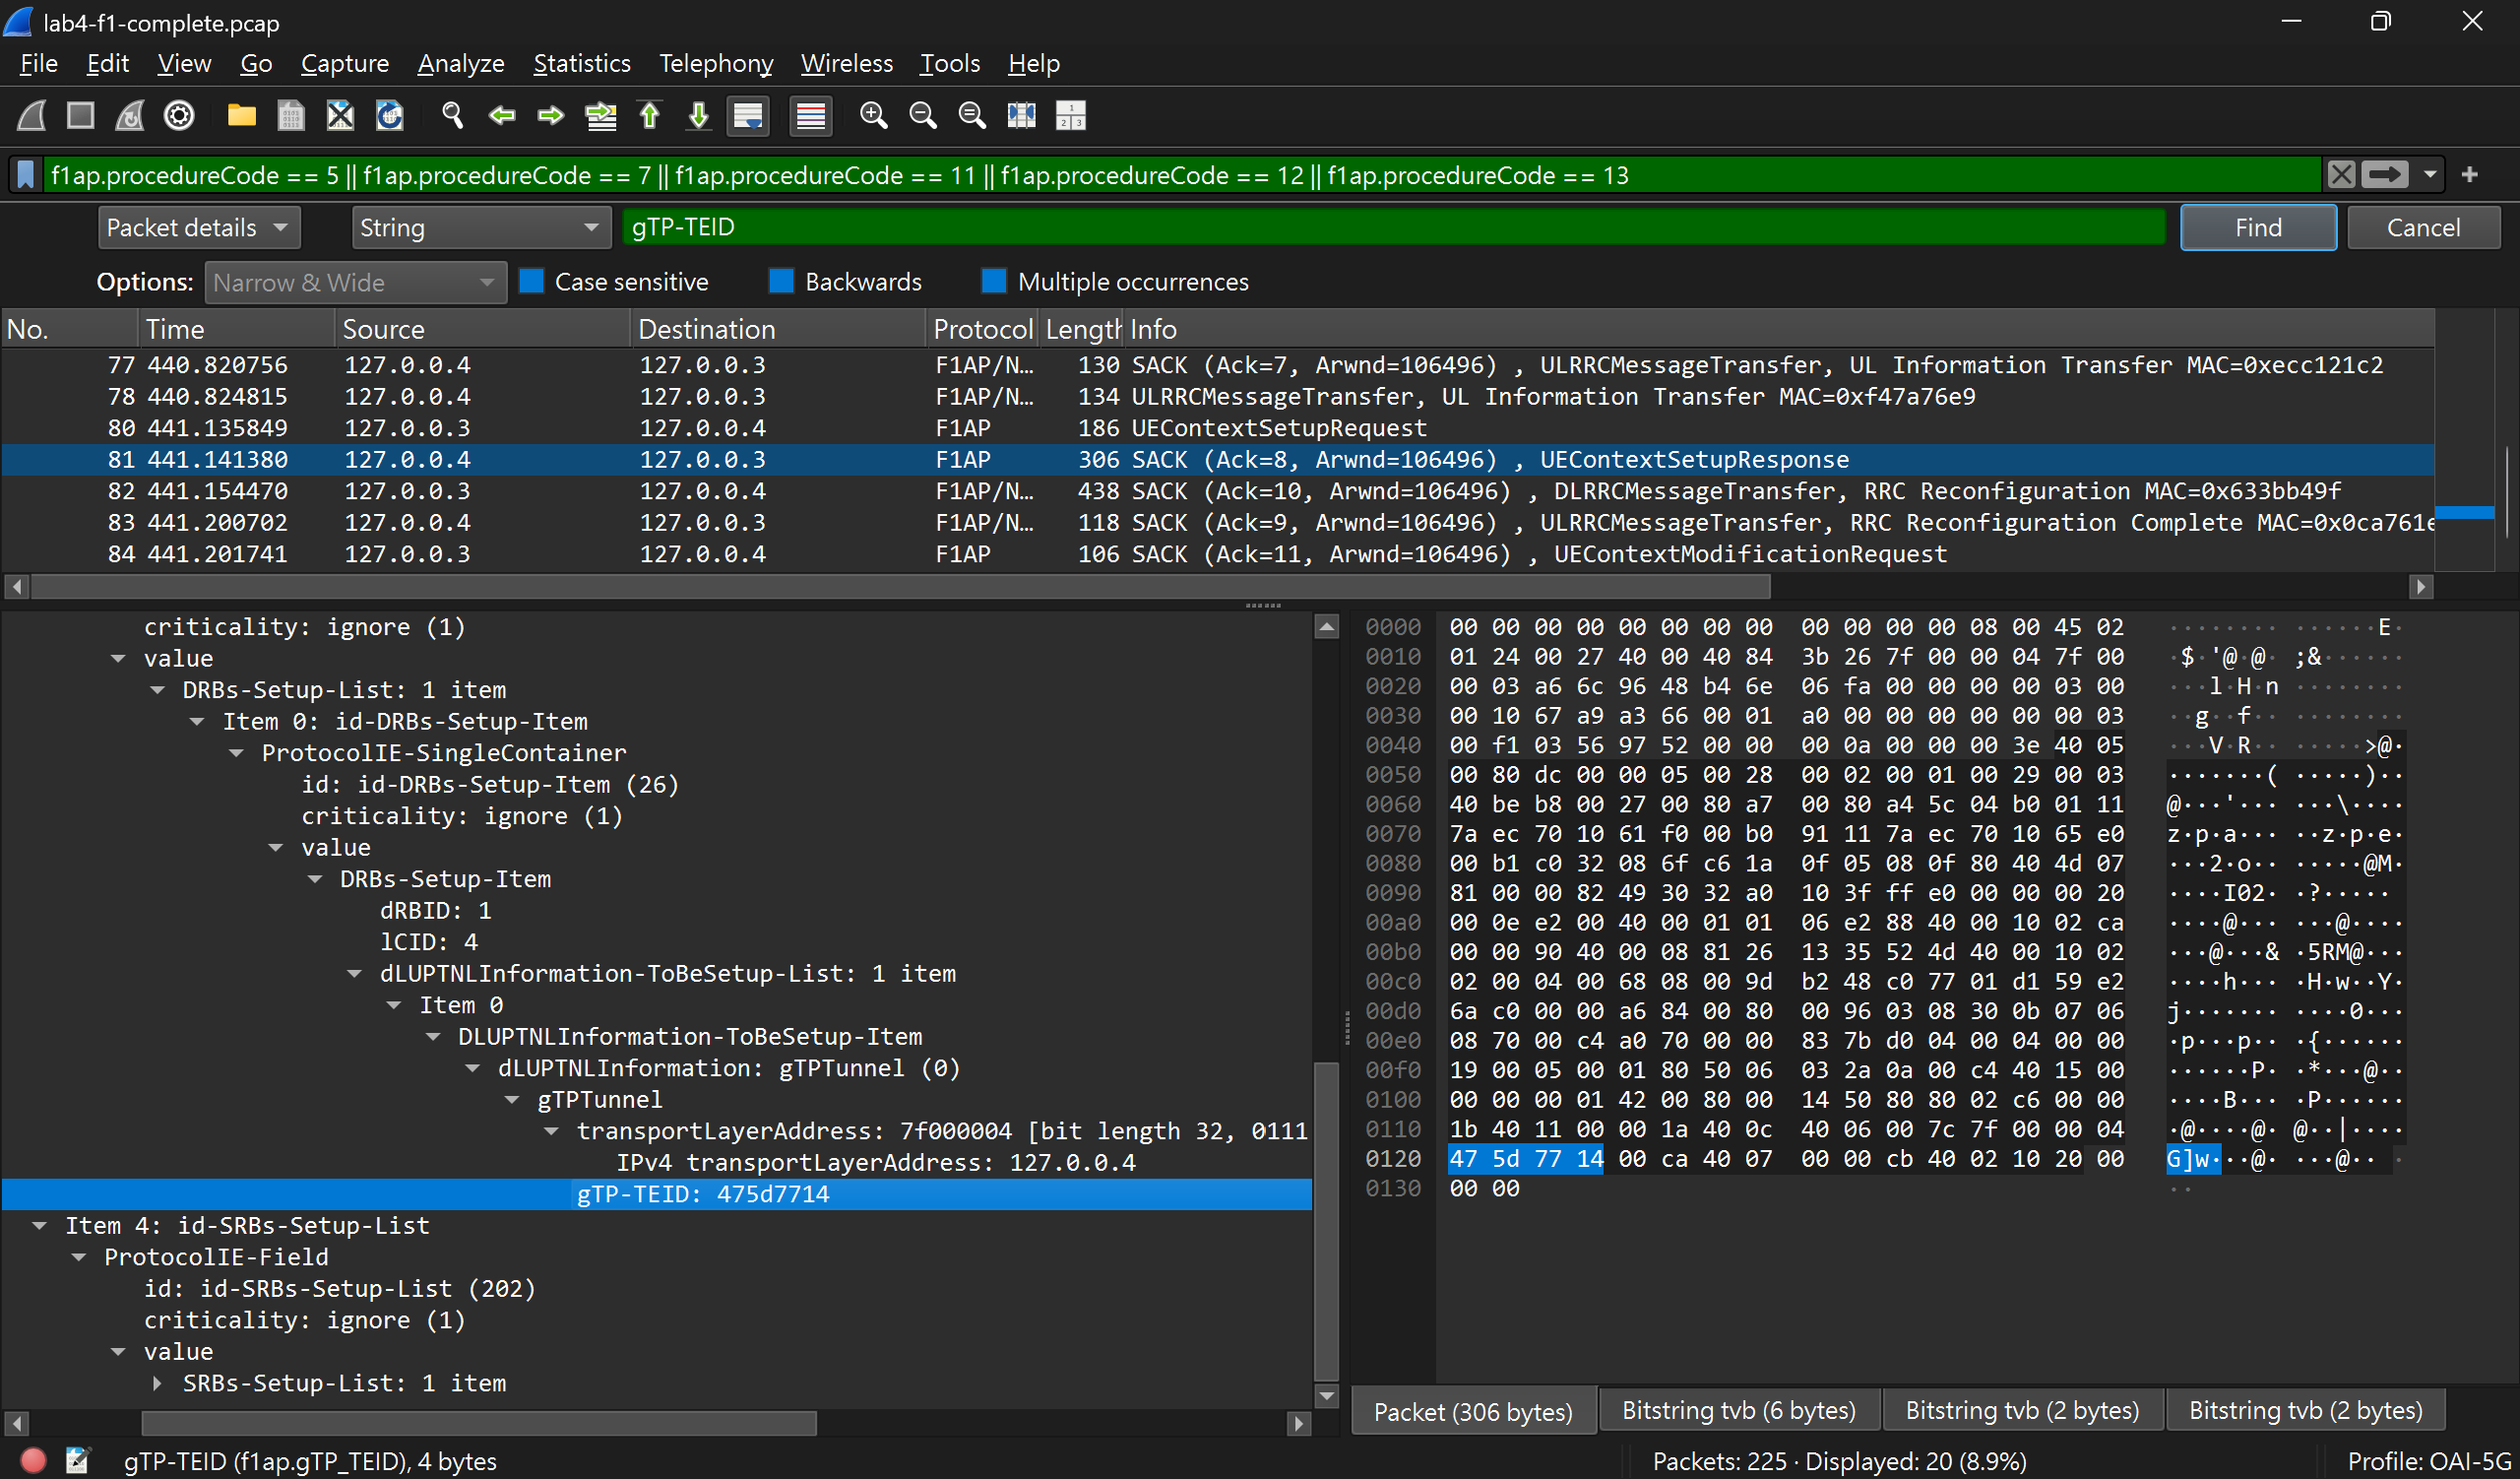 lab4-f1-complete.pcap
File Edit View Go Capture Analyze Statistics Telephony Wireless Tools Help
f1ap.procedureCode == 5 || f1ap.procedureCode == 7 || f1ap.procedureCode == 11 || f1ap.procedureCode == 12 || f1ap.procedureCode == 13
Packet details String gTP-TEID Find Cancel
Options: Narrow & Wide Case sensitive Backwards Multiple occurrences
No. Time Source Destination Protocol Length Info
77 440.820756 127.0.0.4 127.0.0.3 F1AP/N… 130 SACK (Ack=7, Arwnd=106496) , ULRRCMessageTransfer, UL Information Transfer MAC=0xecc121c2
78 440.824815 127.0.0.4 127.0.0.3 F1AP/N… 134 ULRRCMessageTransfer, UL Information Transfer MAC=0xf47a76e9
80 441.135849 127.0.0.3 127.0.0.4 F1AP 186 UEContextSetupRequest
81 441.141380 127.0.0.4 127.0.0.3 F1AP 306 SACK (Ack=8, Arwnd=106496) , UEContextSetupResponse
82 441.154470 127.0.0.3 127.0.0.4 F1AP/N… 438 SACK (Ack=10, Arwnd=106496) , DLRRCMessageTransfer, RRC Reconfiguration MAC=0x633bb49f
83 441.200702 127.0.0.4 127.0.0.3 F1AP/N… 118 SACK (Ack=9, Arwnd=106496) , ULRRCMessageTransfer, RRC Reconfiguration Complete MAC=0x0ca761e
84 441.201741 127.0.0.3 127.0.0.4 F1AP 106 SACK (Ack=11, Arwnd=106496) , UEContextModificationRequest
criticality: ignore (1)
value
DRBs-Setup-List: 1 item
Item 0: id-DRBs-Setup-Item
ProtocolIE-SingleContainer
id: id-DRBs-Setup-Item (26)
criticality: ignore (1)
value
DRBs-Setup-Item
dRBID: 1
lCID: 4
dLUPTNLInformation-ToBeSetup-List: 1 item
Item 0
DLUPTNLInformation-ToBeSetup-Item
dLUPTNLInformation: gTPTunnel (0)
gTPTunnel
transportLayerAddress: 7f000004 [bit length 32, 0111
IPv4 transportLayerAddress: 127.0.0.4
gTP-TEID: 475d7714
Item 4: id-SRBs-Setup-List
ProtocolIE-Field
id: id-SRBs-Setup-List (202)
criticality: ignore (1)
value
SRBs-Setup-List: 1 item
0000 00 00 00 00 00 00 00 00 00 00 00 00 08 00 45 02 ········ ······E·
0010 01 24 00 27 40 00 40 84 3b 26 7f 00 00 04 7f 00 ·$·'@·@· ;&······
0020 00 03 a6 6c 96 48 b4 6e 06 fa 00 00 00 00 03 00 ···l·H·n ········
0030 00 10 67 a9 a3 66 00 01 a0 00 00 00 00 00 00 03 ··g··f·· ········
0040 00 f1 03 56 97 52 00 00 00 0a 00 00 00 3e 40 05 ···V·R·· ·····>@·
0050 00 80 dc 00 00 05 00 28 00 02 00 01 00 29 00 03 ·······( ·····)··
0060 40 be b8 00 27 00 80 a7 00 80 a4 5c 04 b0 01 11 @···'··· ···\····
0070 7a ec 70 10 61 f0 00 b0 91 11 7a ec 70 10 65 e0 z·p·a··· ··z·p·e·
0080 00 b1 c0 32 08 6f c6 1a 0f 05 08 0f 80 40 4d 07 ···2·o·· ·····@M·
0090 81 00 00 82 49 30 32 a0 10 3f ff e0 00 00 00 20 ····I02· ·?·····
00a0 00 0e e2 00 40 00 01 01 06 e2 88 40 00 10 02 ca ····@··· ···@····
00b0 00 00 90 40 00 08 81 26 13 35 52 4d 40 00 10 02 ···@···& ·5RM@···
00c0 02 00 04 00 68 08 00 9d b2 48 c0 77 01 d1 59 e2 ····h··· ·H·w··Y·
00d0 6a c0 00 00 a6 84 00 80 00 96 03 08 30 0b 07 06 j······· ····0···
00e0 08 70 00 c4 a0 70 00 00 83 7b d0 04 00 04 00 00 ·p···p·· ·{······
00f0 19 00 05 00 01 80 50 06 03 2a 0a 00 c4 40 15 00 ······P· ·*···@··
0100 00 00 00 01 42 00 80 00 14 50 80 80 02 c6 00 00 ····B··· ·P······
0110 1b 40 11 00 00 1a 40 0c 40 06 00 7c 7f 00 00 04 ·@····@· @··|····
0120 47 5d 77 14 00 ca 40 07 00 00 cb 40 02 10 20 00 G]w···@· ···@·· ·
0130 00 00 ··
Packet (306 bytes) Bitstring tvb (6 bytes) Bitstring tvb (2 bytes) Bitstring tvb (2 bytes)
gTP-TEID (f1ap.gTP_TEID), 4 bytes Packets: 225 · Displayed: 20 (8.9%) Profile: OAI-5G